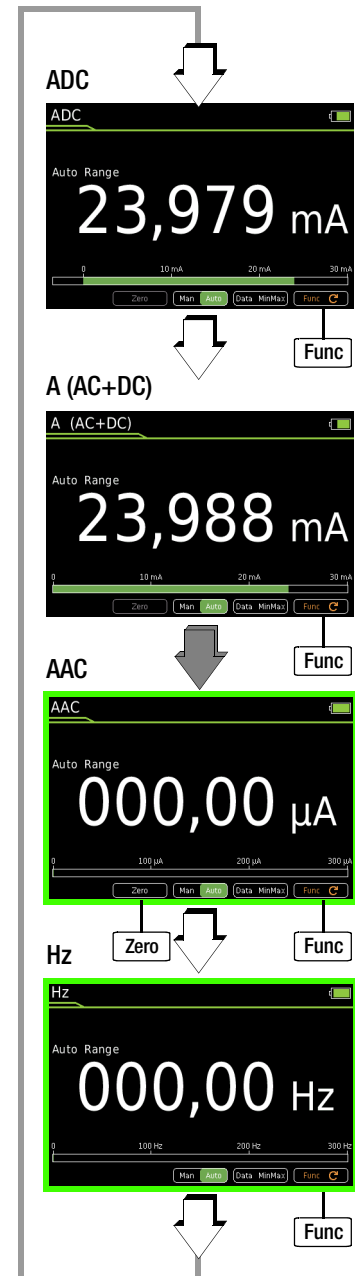 ADC
ADC
Auto Range
23,979 mA
0 10 mA 20 mA 30 mA
Zero Man Auto Data MinMax Func
Func
A (AC+DC)
A (AC+DC)
Auto Range
23,988 mA
0 10 mA 20 mA 30 mA
Zero Man Auto Data MinMax Func
Func
AAC
AAC
Auto Range
000,00 µA
0 100 µA 200 µA 300 µA
Zero Man Auto Data MinMax Func
Zero Func
Hz
Hz
Auto Range
000,00 Hz
0 100 Hz 200 Hz 300 Hz
Man Auto Data MinMax Func
Func